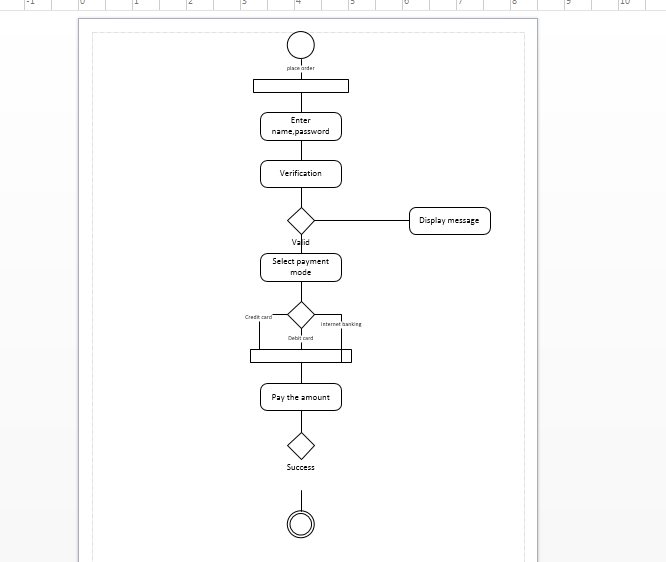 -1 0 1 2 3 4 5 6 7 8 9 10
place order
Enter
name,password
Verification
Display message
Valid
Select payment
mode
Credit card
Internet banking
Debit card
Pay the amount
Success